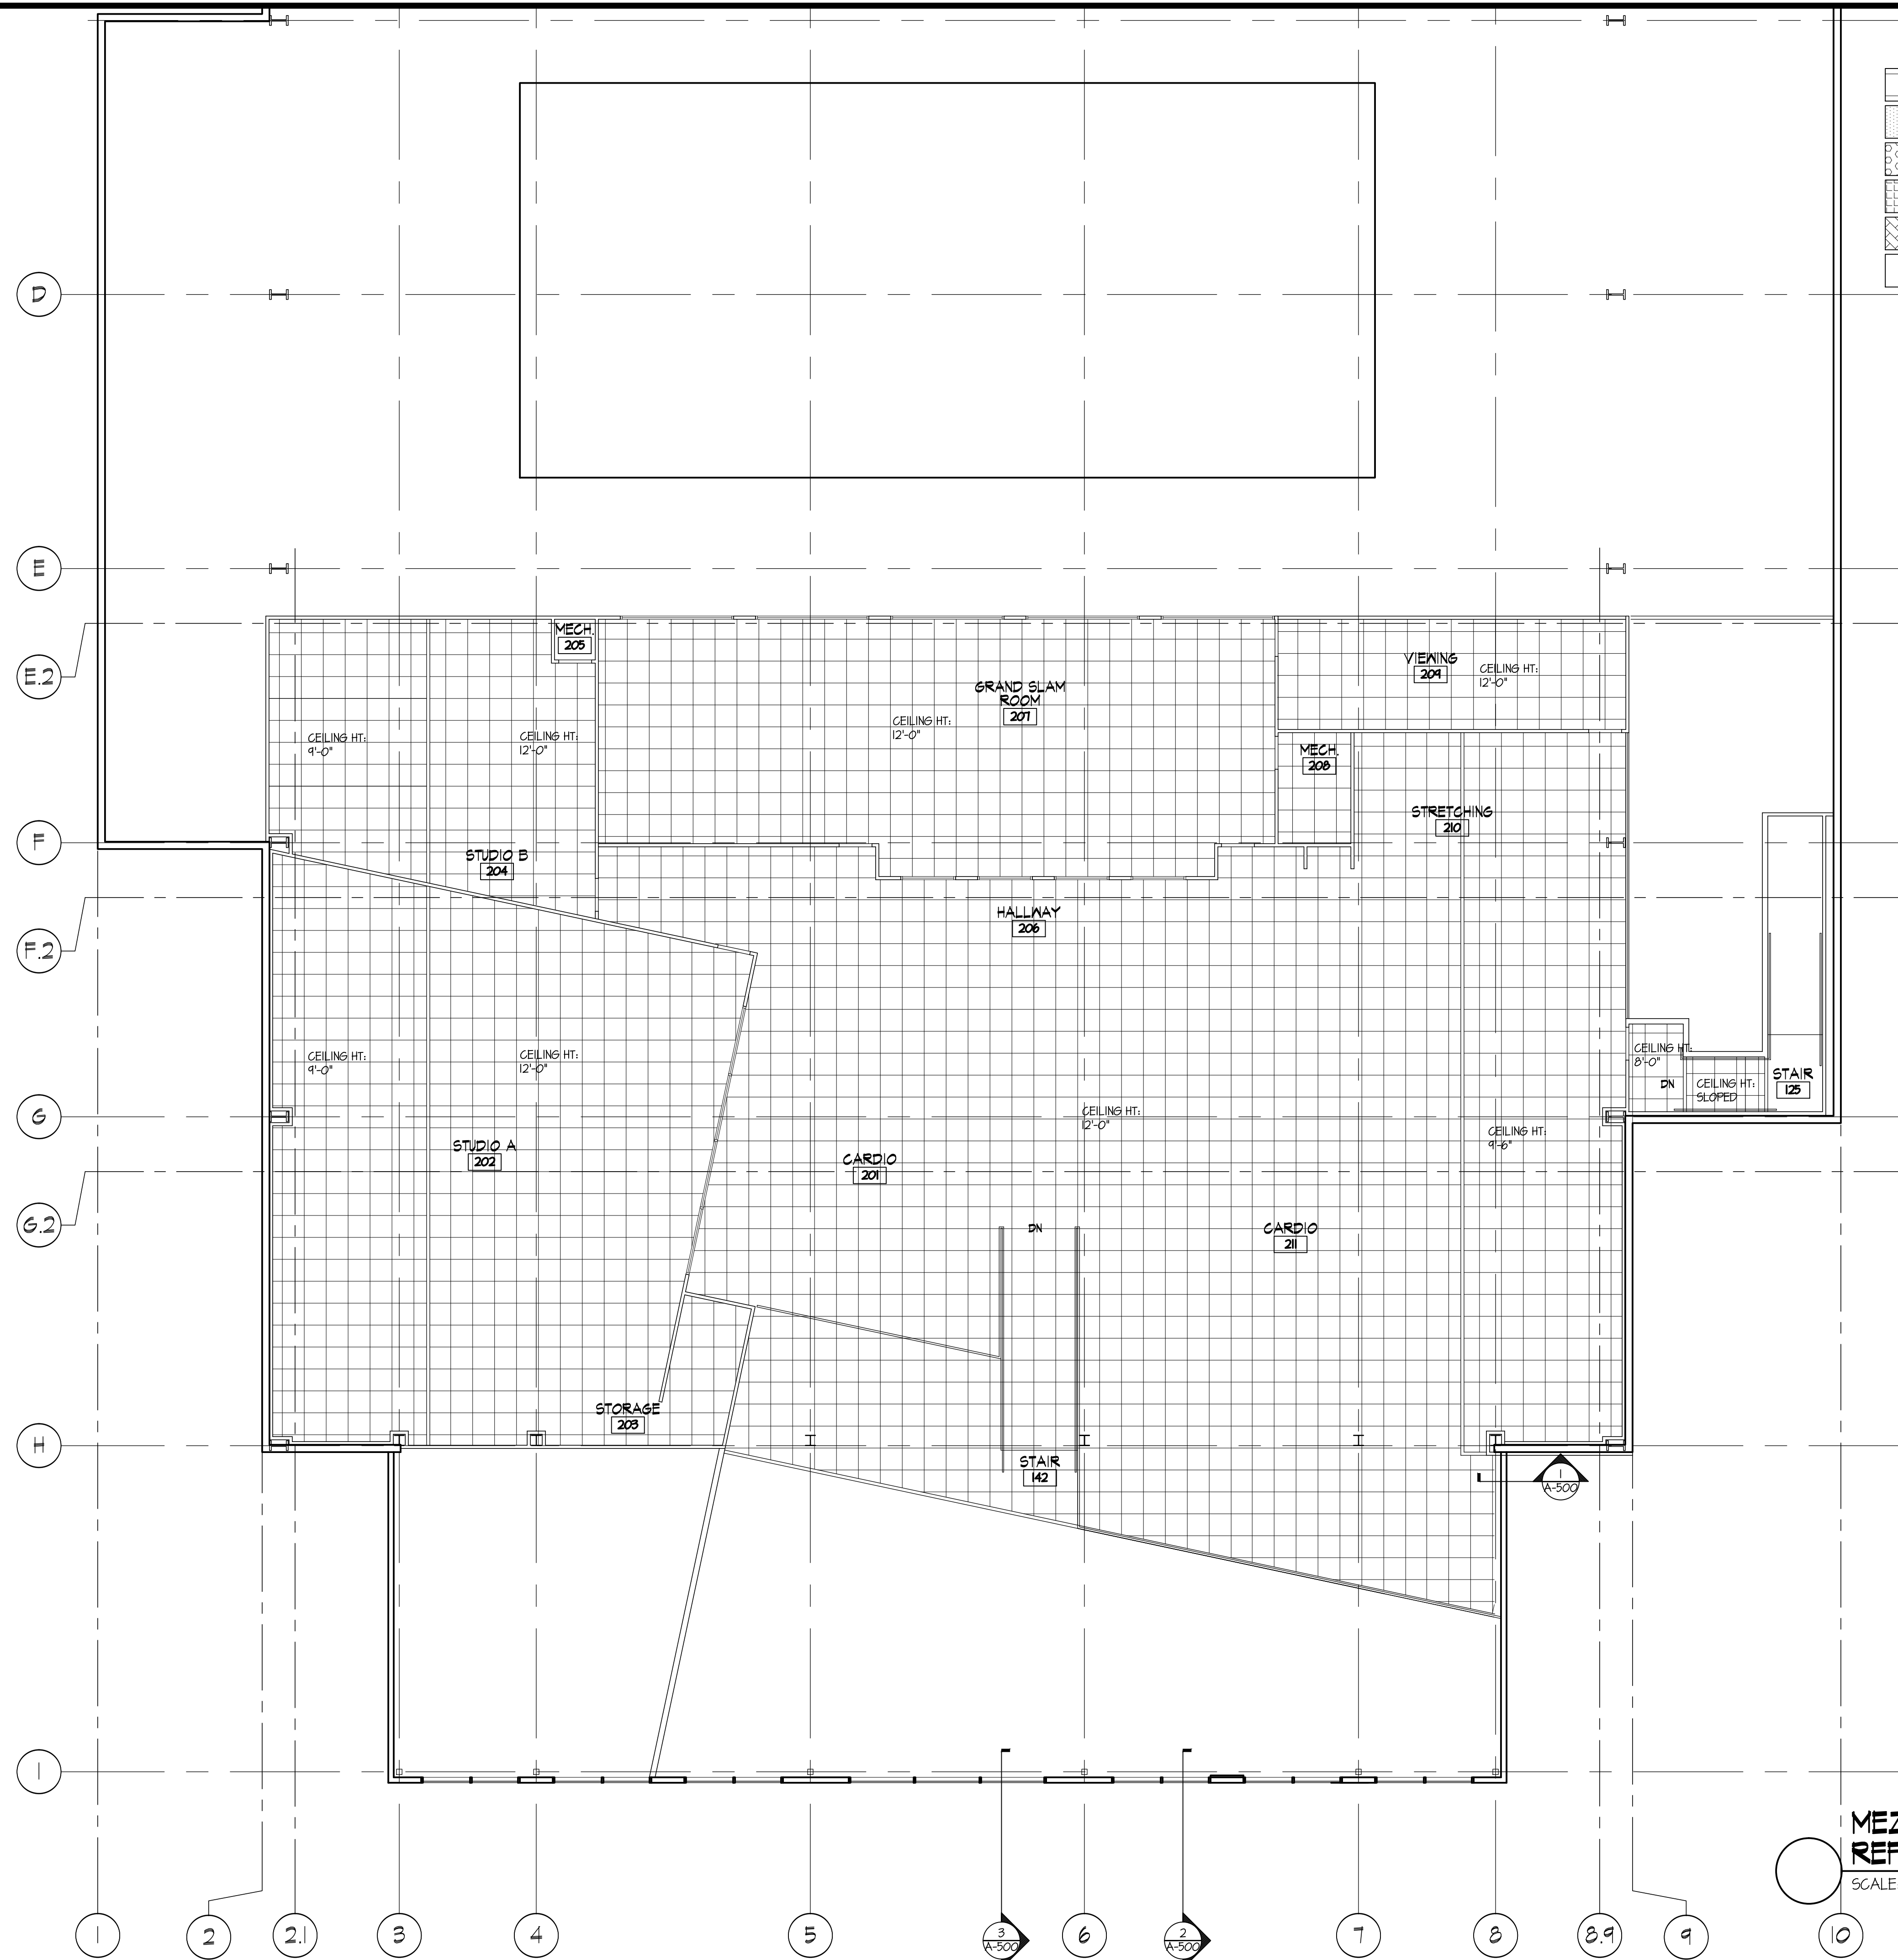 D
E
MECH.
205
VIEWING
209
CEILING HT:
12'-0"
E.2
GRAND SLAM
ROOM
207
CEILING HT:
12'-0"
CEILING HT:
9'-0"
CEILING HT:
12'-0"
MECH.
208
STRETCHING
210
F
STUDIO B
204
HALLWAY
206
F.2
CEILING HT:
9'-0"
CEILING HT:
12'-0"
CEILING HT:
8'-0"
DN
CEILING HT:
SLOPED
STAIR
125
G
CEILING HT:
12'-0"
CEILING HT:
9'-6"
STUDIO A
202
CARDIO
201
G.2
DN
CARDIO
211
STORAGE
203
H
STAIR
142
1
A-500
I
SCALE
1
2
2.1
3
4
5
3
A-500
6
2
A-500
7
8
8.9
9
10